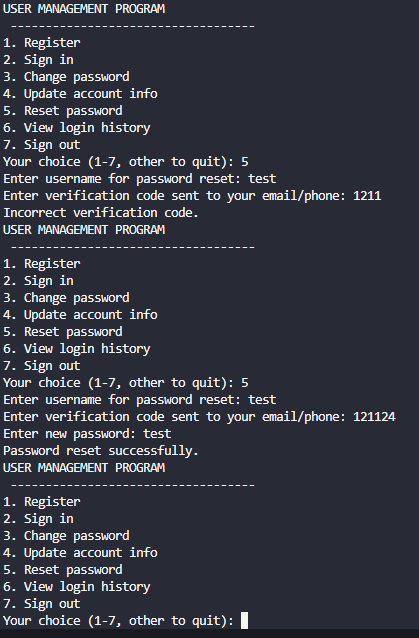 USER MANAGEMENT PROGRAM
-----------------------------------
1. Register
2. Sign in
3. Change password
4. Update account info
5. Reset password
6. View login history
7. Sign out
Your choice (1-7, other to quit): 5
Enter username for password reset: test
Enter verification code sent to your email/phone: 1211
Incorrect verification code.
USER MANAGEMENT PROGRAM
-----------------------------------
1. Register
2. Sign in
3. Change password
4. Update account info
5. Reset password
6. View login history
7. Sign out
Your choice (1-7, other to quit): 5
Enter username for password reset: test
Enter verification code sent to your email/phone: 121124
Enter new password: test
Password reset successfully.
USER MANAGEMENT PROGRAM
-----------------------------------
1. Register
2. Sign in
3. Change password
4. Update account info
5. Reset password
6. View login history
7. Sign out
Your choice (1-7, other to quit):